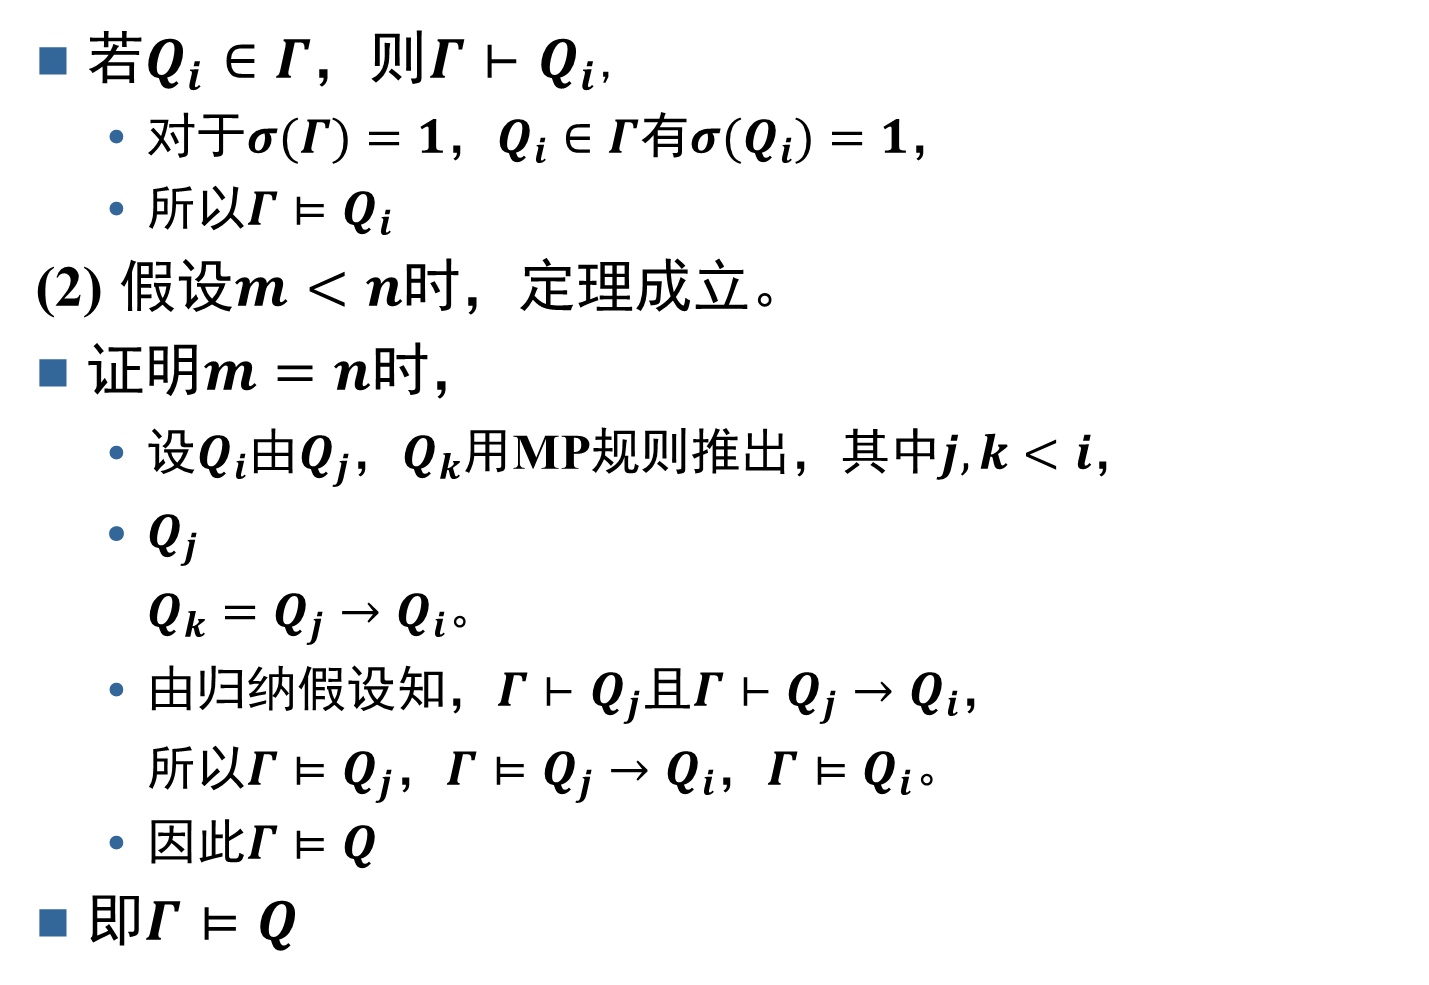 若Qᵢ ∈ Γ，则Γ ⊢ Qᵢ,
对于σ(Γ) = 1，Qᵢ ∈ Γ有σ(Qᵢ) = 1，
所以Γ ⊨ Qᵢ
(2) 假设m < n时，定理成立。
证明m = n时，
设Qᵢ由Qⱼ，Qₖ用MP规则推出，其中j, k < i，
Qⱼ
Qₖ = Qⱼ → Qᵢ。
由归纳假设知，Γ ⊢ Qⱼ且Γ ⊢ Qⱼ → Qᵢ，
所以Γ ⊨ Qⱼ，Γ ⊨ Qⱼ → Qᵢ，Γ ⊨ Qᵢ。
因此Γ ⊨ Q
即Γ ⊨ Q